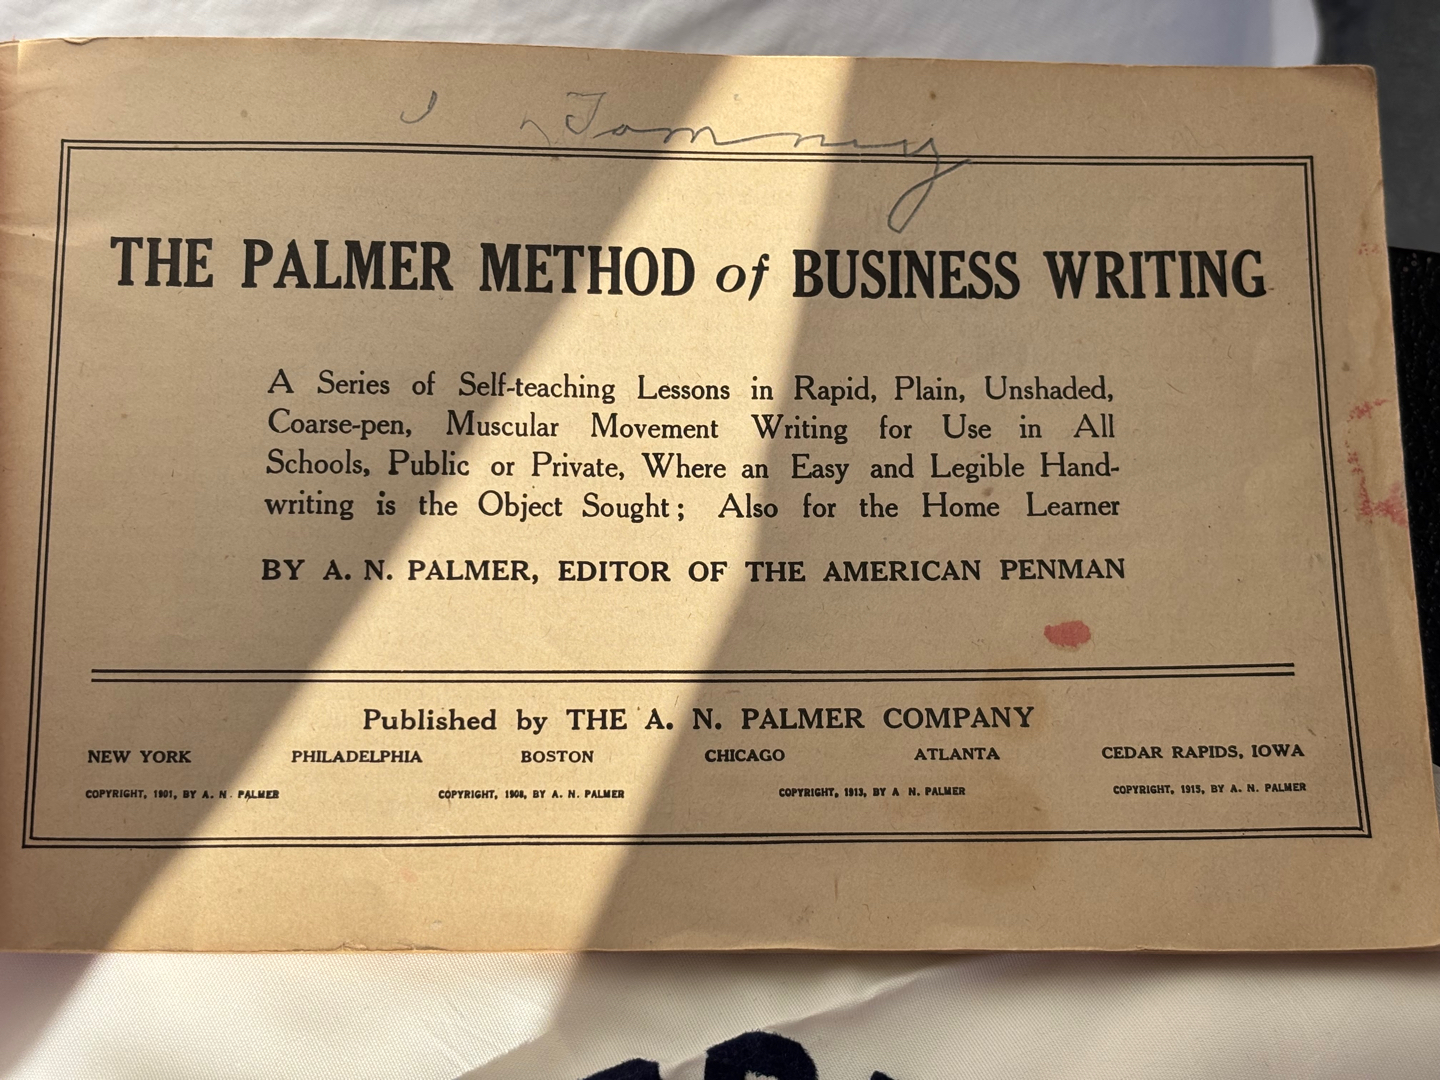 Tommy
THE PALMER METHOD of BUSINESS WRITING
A Series of Self-teaching Lessons in Rapid, Plain, Unshaded,
Coarse-pen, Muscular Movement Writing for Use in All
Schools, Public or Private, Where an Easy and Legible Hand-
writing is the Object Sought; Also for the Home Learner
BY A. N. PALMER, EDITOR OF THE AMERICAN PENMAN
Published by THE A. N. PALMER COMPANY
NEW YORK PHILADELPHIA BOSTON CHICAGO ATLANTA CEDAR RAPIDS, IOWA
COPYRIGHT, 1901, BY A. N. PALMER COPYRIGHT, 1908, BY A. N. PALMER COPYRIGHT, 1913, BY A N. PALMER COPYRIGHT, 1915, BY A. N. PALMER